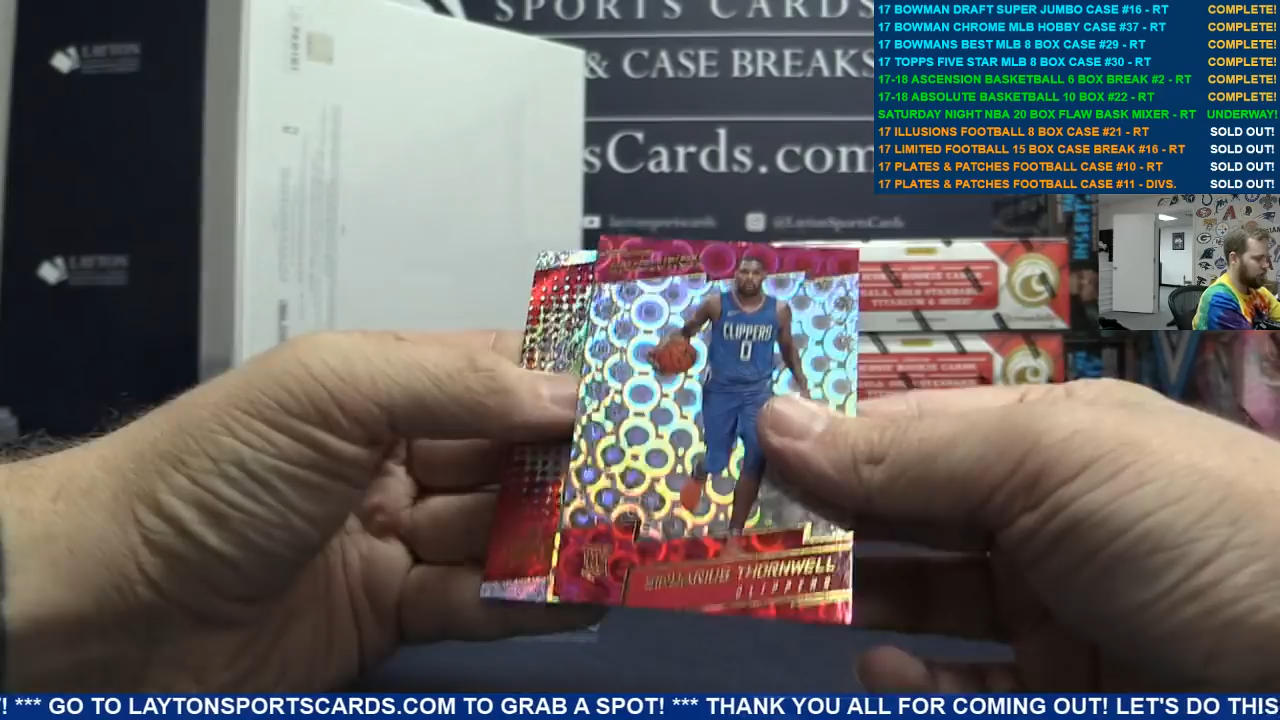 SPORTS CARDS
& CASE BREAKS
sCards.com
LAYTON
LAYTON
PANINI
laytonsportscards
@LaytonSportsCards
17 BOWMAN DRAFT SUPER JUMBO CASE #16 - RT COMPLETE!
17 BOWMAN CHROME MLB HOBBY CASE #37 - RT COMPLETE!
17 BOWMANS BEST MLB 8 BOX CASE #29 - RT COMPLETE!
17 TOPPS FIVE STAR MLB 8 BOX CASE #30 - RT COMPLETE!
17-18 ASCENSION BASKETBALL 6 BOX BREAK #2 - RT COMPLETE!
17-18 ABSOLUTE BASKETBALL 10 BOX #22 - RT COMPLETE!
SATURDAY NIGHT NBA 20 BOX FLAW BASK MIXER - RT UNDERWAY!
17 ILLUSIONS FOOTBALL 8 BOX CASE #21 - RT SOLD OUT!
17 LIMITED FOOTBALL 15 BOX CASE BREAK #16 - RT SOLD OUT!
17 PLATES & PATCHES FOOTBALL CASE #10 - RT SOLD OUT!
17 PLATES & PATCHES FOOTBALL CASE #11 - DIVS. SOLD OUT!
INSERT
CLIPPERS
0
SINDARIUS THORNWELL
CLIPPERS
! *** GO TO LAYTONSPORTSCARDS.COM TO GRAB A SPOT! *** THANK YOU ALL FOR COMING OUT! LET'S DO THIS